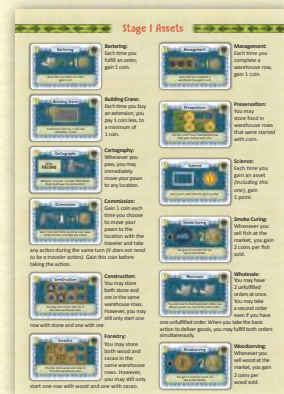 Stage I Assets
Bartering:
Each time you
fulfill an order,
gain 1 coin.
Building Crane:
Each time you buy
an extension, you
pay 1 coin less, to
a minimum of
1 coin.
Cartography:
Whenever you
pass, you may
immediately
move your pawn
to any location.
Commission:
Gain 1 coin each
time you choose
to move your
pawn to the
location with the
traveler and take
any action during the same turn (it does not need
to be a traveler action). Gain this coin before
taking the action.
Construction:
You may store
both stone and
ore in the same
warehouse rows.
However, you may
still only start one
row with stone and one with ore.
Forestry:
You may store
both wood and
cacao in the
same warehouse
rows. However,
you may still only
start one row with wood and one with cacao.
Management:
Each time you
complete a
warehouse row,
gain 1 coin.
Preservation:
You may
store food in
warehouse rows
that were started
with corn.
Science:
Each time you
gain an asset
(including this
one), gain
1 point.
Smoke Curing:
Whenever you
sell fish at the
market, you gain
2 coins per fish
sold.
Wholesale:
You may have
2 unfulfilled
orders at once.
You may take
a second order
even if you have
one unfulfilled order. When you take the basic
action to deliver goods, you may fulfill both orders
simultaneously.
Woodcarving:
Whenever you
sell wood at the
market, you gain
2 coins per
wood sold.